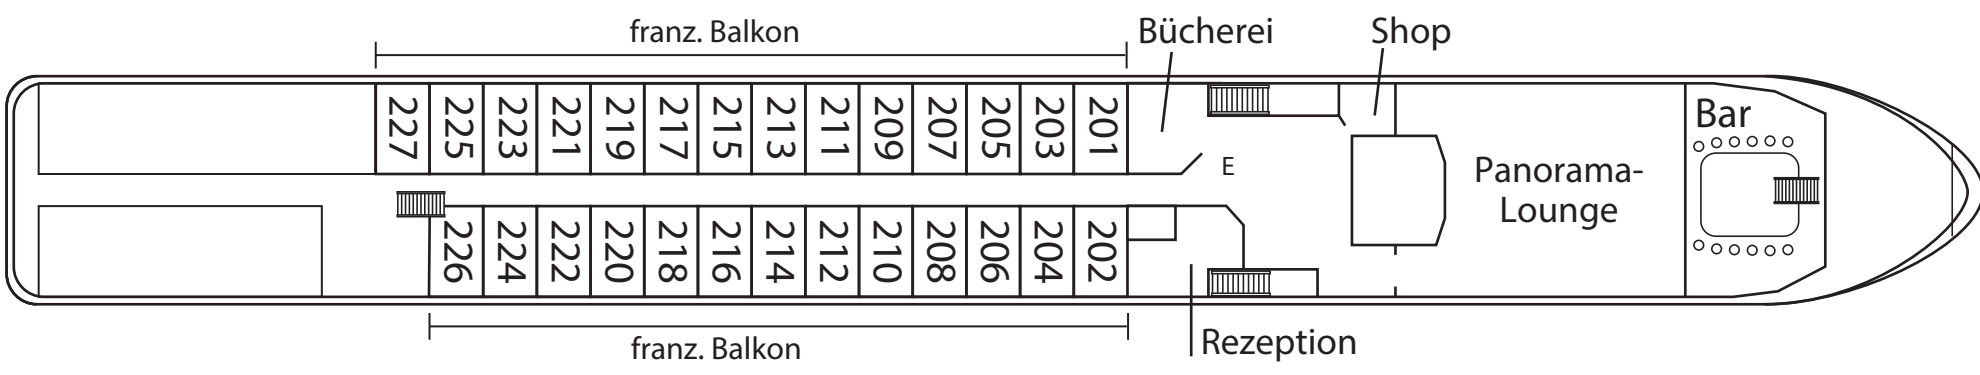 franz. Balkon
Bücherei
Shop
227 225 223 221 219 217 215 213 211 209 207 205 203 201
Bar
E
Panorama-
Lounge
226 224 222 220 218 216 214 212 210 208 206 204 202
Rezeption
franz. Balkon